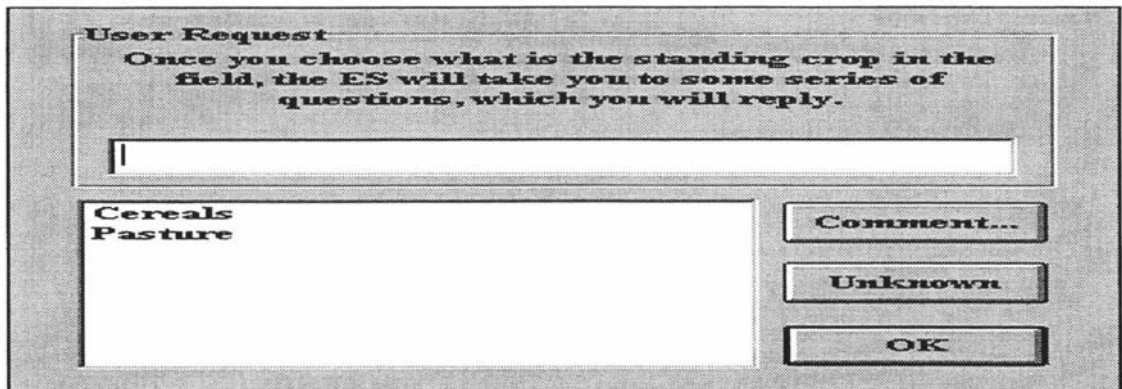 User Request
Once you choose what is the standing crop in the
field, the ES will take you to some series of
questions, which you will reply.
Cereals
Pasture
Comment...
Unknown
OK